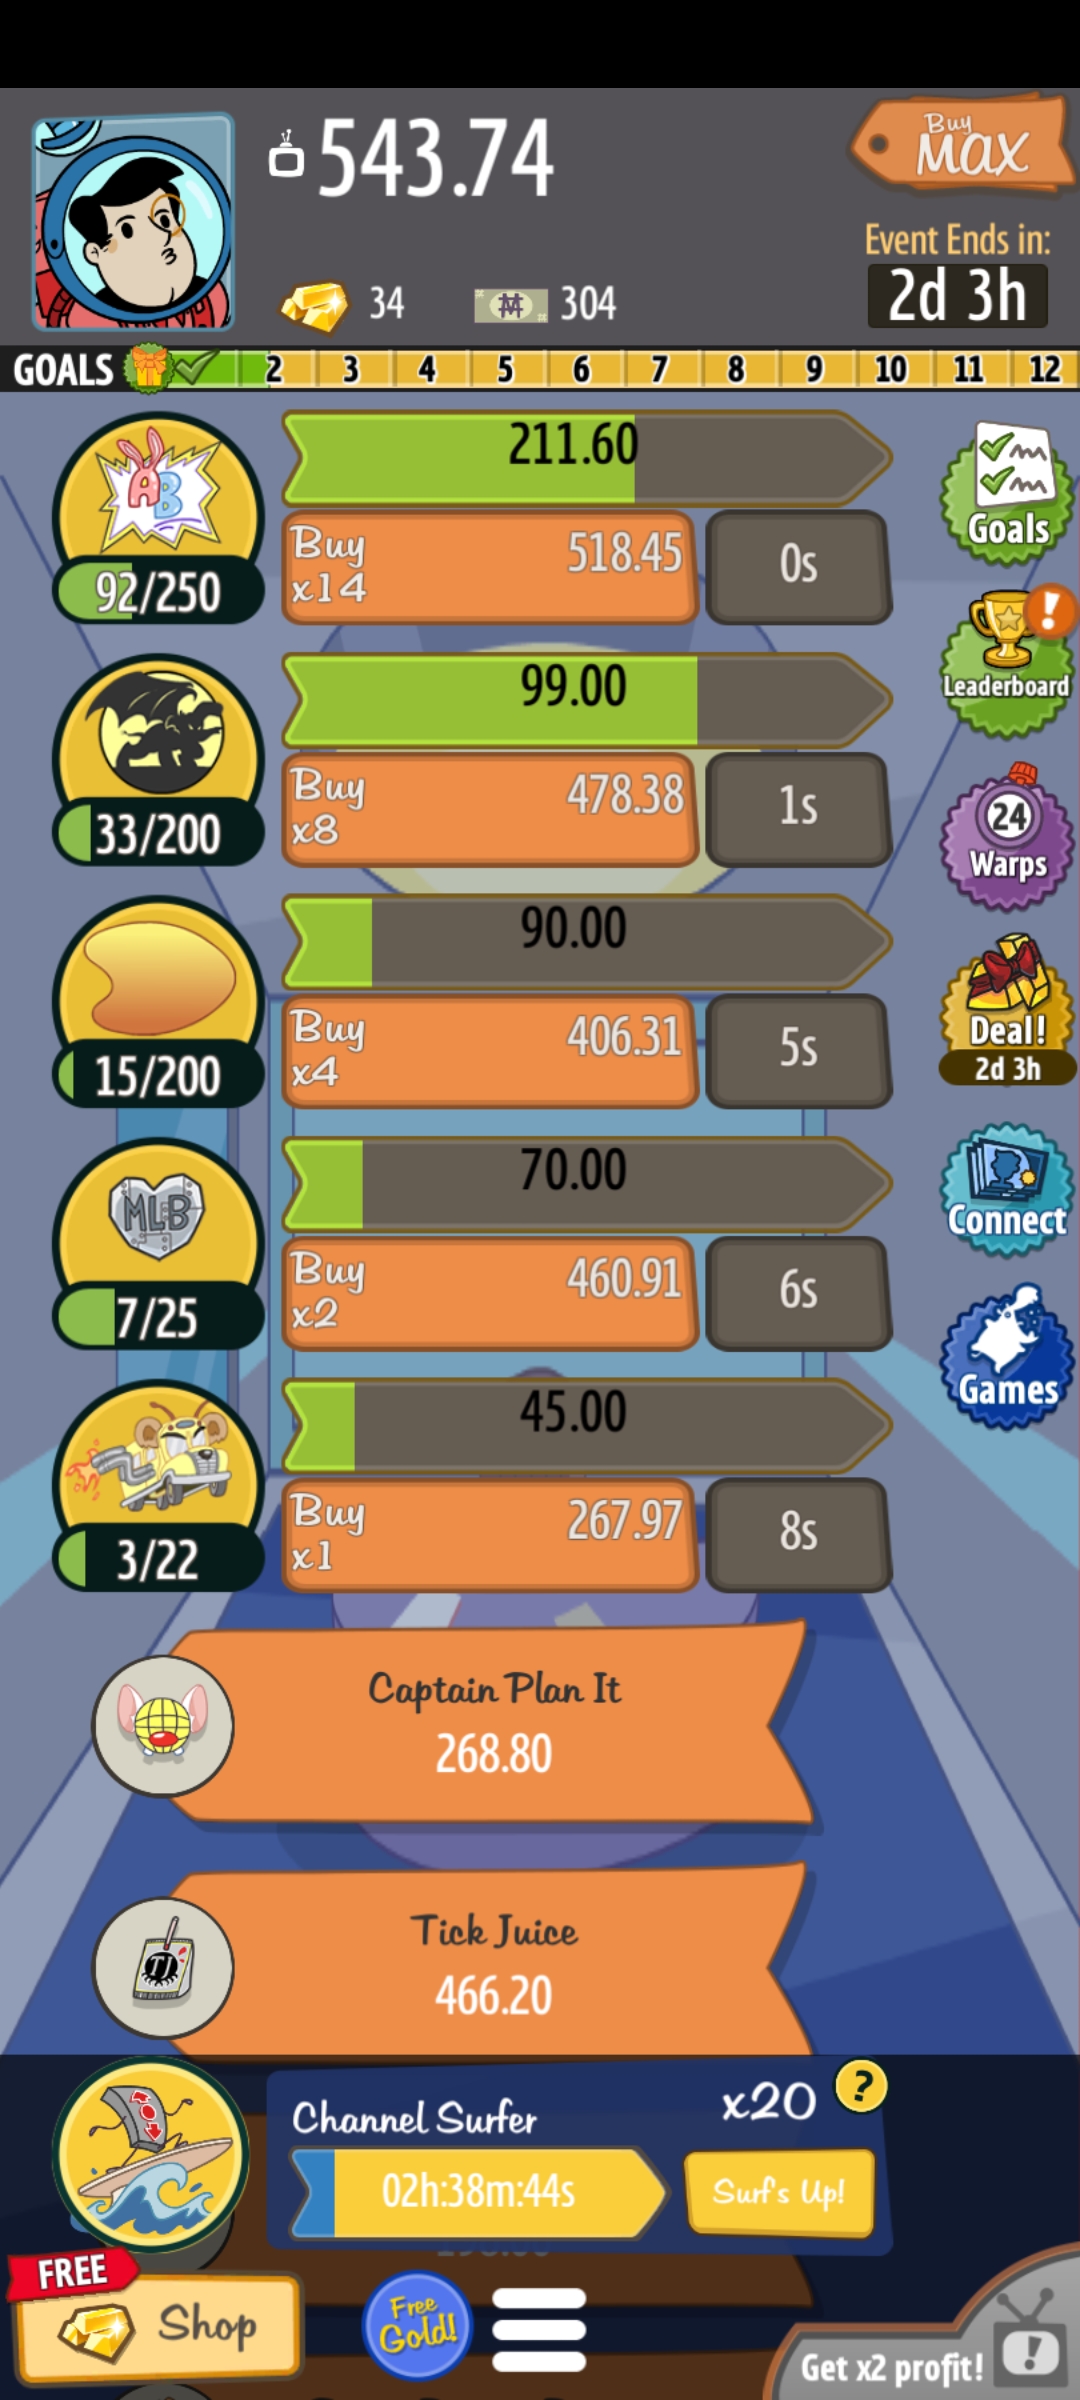 543.74
Buy
MAX
Event Ends in:
2d 3h
34
304
GOALS 2 3 4 5 6 7 8 9 10 11 12
AB
92/250
211.60
Buy
x14
518.45
0s
Goals
33/200
99.00
Buy
x8
478.38
1s
!
Leaderboard
15/200
90.00
Buy
x4
406.31
5s
24
Warps
Deal!
2d 3h
MLB
7/25
70.00
Buy
x2
460.91
6s
Connect
3/22
45.00
Buy
x1
267.97
8s
Games
Captain Plan It
268.80
TJ
Tick Juice
466.20
Channel Surfer
x20
?
02h:38m:44s
Surf's Up!
FREE
Shop
Free
Gold!
Get x2 profit!
!